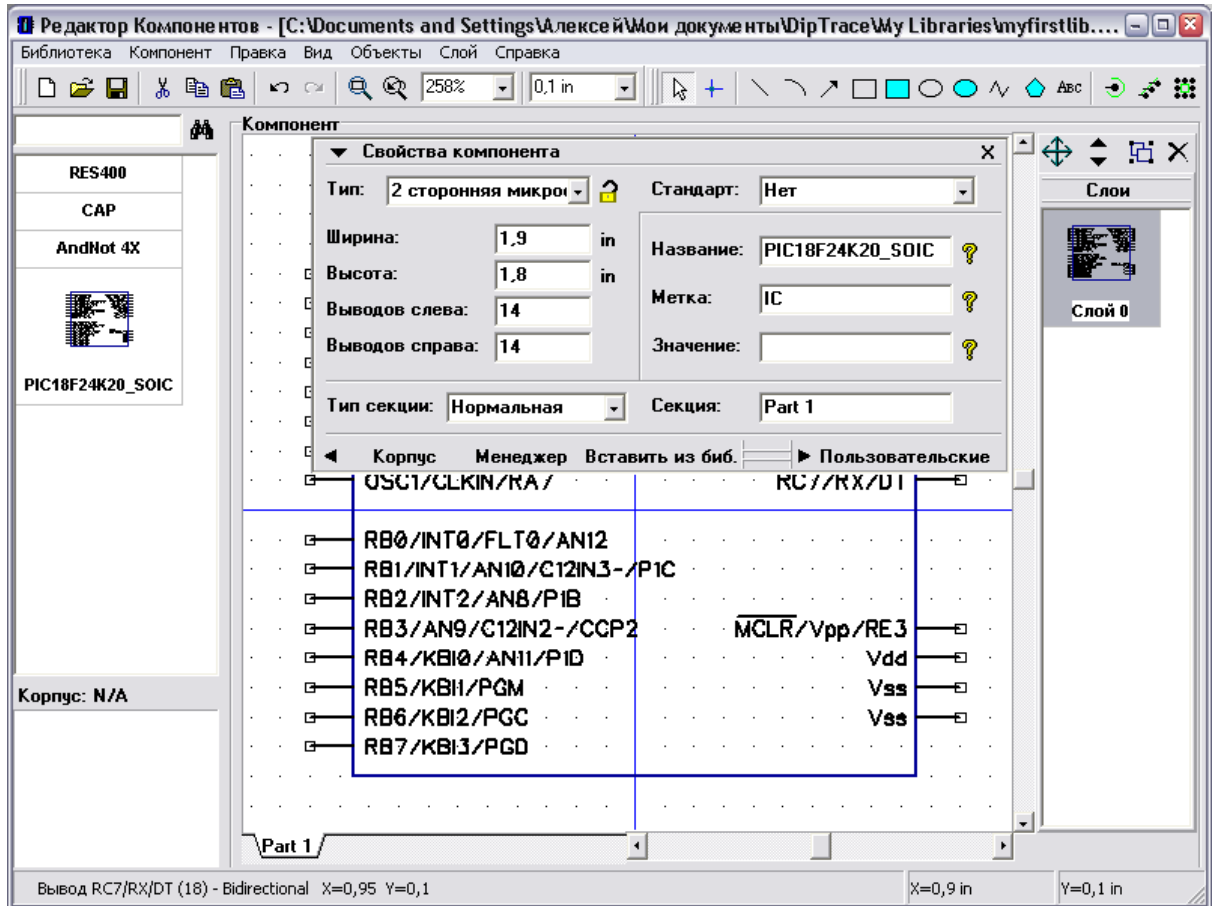 Редактор Компонентов - [C:\Documents and Settings\Алексей\Мои документы\DipTrace\My Libraries\myfirstlib....
Библиотека Компонент Правка Вид Объекты Слой Справка
258% 0,1 in ABC
Компонент
RES400
CAP
AndNot 4X
PIC18F24K20_SOIC
Корпус: N/A
Свойства компонента X
Тип: 2 сторонняя микро Стандарт: Нет
Ширина: 1,9 in
Высота: 1,8 in
Выводов слева: 14
Выводов справа: 14
Название: PIC18F24K20_SOIC
Метка: IC
Значение:
Тип секции: Нормальная Секция: Part 1
Корпус Менеджер Вставить из биб. Пользовательские
OSC1/CLKIN/RA7 RC7/RX/DT
RB0/INT0/FLT0/AN12
RB1/INT1/AN10/C12IN3-/P1C
RB2/INT2/AN8/P1B
RB3/AN9/C12IN2-/CCP2 MCLR/Vpp/RE3
RB4/KBI0/AN11/P1D Vdd
RB5/KBI1/PGM Vss
RB6/KBI2/PGC Vss
RB7/KBI3/PGD
Part 1
Слои
Слой 0
Вывод RC7/RX/DT (18) - Bidirectional X=0,95 Y=0,1 X=0,9 in Y=0,1 in